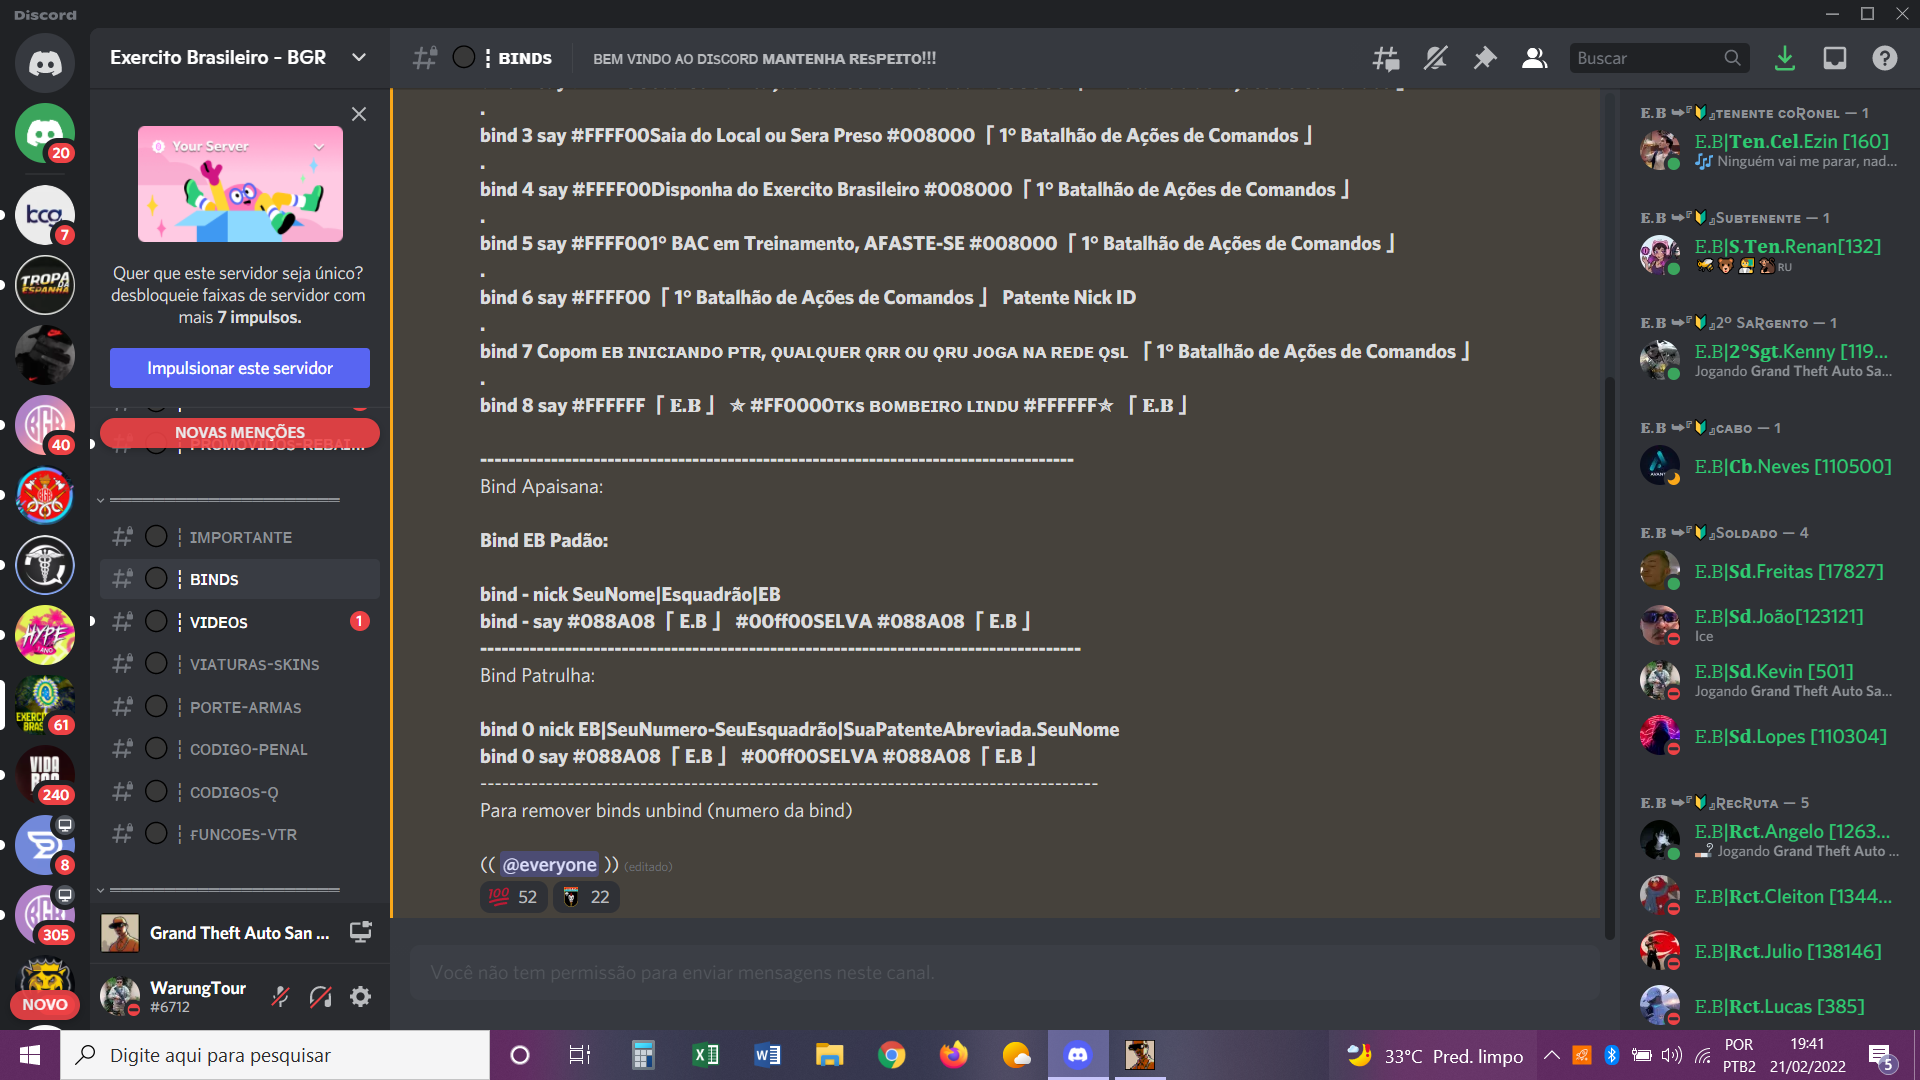 Discord
Exercito Brasileiro - BGR
BINDS
BEM VINDO AO DISCORD MANTENHA RESPEITO!!!
Buscar
20
7
40
61
240
8
305
NOVO
bcg
TROPA DA ESPANHA
BGR
HYPE
EXERCITO BRAS
VIDA
Your Server
Quer que este servidor seja único?
desbloqueie faixas de servidor com
mais 7 impulsos.
Impulsionar este servidor
NOVAS MENÇÕES
PROMOVIDOS-REBAI...
IMPORTANTE
BINDS
VIDEOS
1
VIATURAS-SKINS
PORTE-ARMAS
CODIGO-PENAL
CODIGOS-Q
FUNCOES-VTR
Grand Theft Auto San ...
WarungTour
#6712
.
bind 3 say #FFFF00Saia do Local ou Sera Preso #008000「 1° Batalhão de Ações de Comandos 」
.
bind 4 say #FFFF00Disponha do Exercito Brasileiro #008000「 1° Batalhão de Ações de Comandos 」
.
bind 5 say #FFFF001° BAC em Treinamento, AFASTE-SE #008000「 1° Batalhão de Ações de Comandos 」
.
bind 6 say #FFFF00「 1° Batalhão de Ações de Comandos 」 Patente Nick ID
.
bind 7 Copom EB INICIANDO PTR, QUALQUER QRR OU QRU JOGA NA REDE QSL 「 1° Batalhão de Ações de Comandos 」
.
bind 8 say #FFFFFF「 E.B 」 ✮ #FF0000TKS BOMBEIRO LINDU #FFFFFF✮ 「 E.B 」
--------------------------------------------------------------------------------------
Bind Apaisana:
Bind EB Padão:
bind - nick SeuNome|Esquadrão|EB
bind - say #088A08「 E.B 」 #00ff00SELVA #088A08「 E.B 」
---------------------------------------------------------------------------------------
Bind Patrulha:
bind 0 nick EB|SeuNumero-SeuEsquadrão|SuaPatenteAbreviada.SeuNome
bind 0 say #088A08「 E.B 」 #00ff00SELVA #088A08「 E.B 」
-----------------------------------------------------------------------------------------
Para remover binds unbind (numero da bind)
(( @everyone )) (editado)
💯 52 22
Você não tem permissão para enviar mensagens neste canal.
E.B ➥『🔰』TENENTE CORONEL — 1
E.B|Ten.Cel.Ezin [160]
🎶 Ninguém vai me parar, nad...
E.B ➥『🔰』SUBTENENTE — 1
E.B|S.Ten.Renan[132]
RU
E.B ➥『🔰』2º SARGENTO — 1
E.B|2°Sgt.Kenny [119...
Jogando Grand Theft Auto Sa...
E.B ➥『🔰』CABO — 1
E.B|Cb.Neves [110500]
E.B ➥『🔰』SOLDADO — 4
E.B|Sd.Freitas [17827]
E.B|Sd.João[123121]
Ice
E.B|Sd.Kevin [501]
Jogando Grand Theft Auto Sa...
E.B|Sd.Lopes [110304]
E.B ➥『🔰』RECRUTA — 5
E.B|Rct.Angelo [1263...
🚬 Jogando Grand Theft Auto ...
E.B|Rct.Cleiton [1344...
E.B|Rct.Julio [138146]
E.B|Rct.Lucas [385]
Digite aqui para pesquisar
33°C Pred. limpo
POR
PTB2
19:41
21/02/2022
5